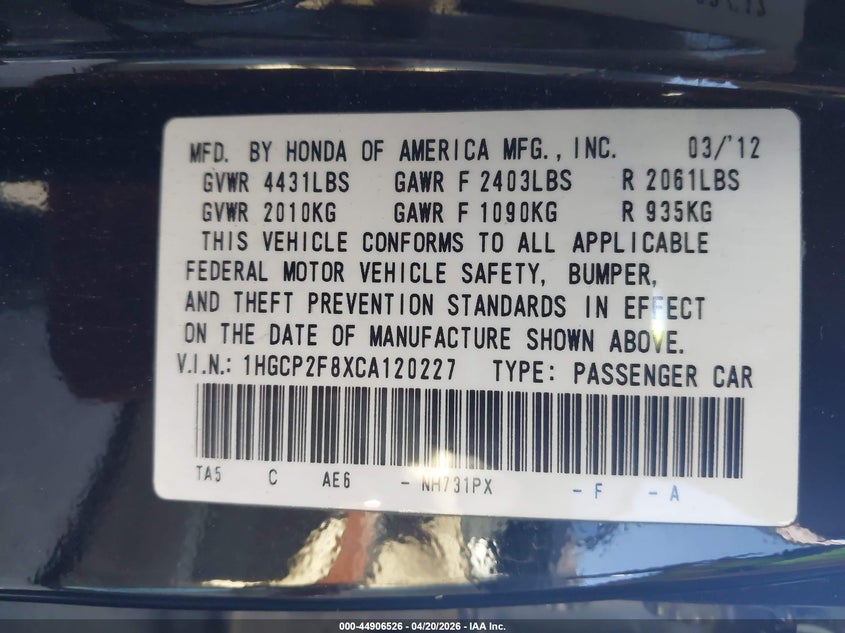 MFD. BY HONDA OF AMERICA MFG., INC. 03/'12
GVWR 4431LBS GAWR F 2403LBS R 2061LBS
GVWR 2010KG GAWR F 1090KG R 935KG
THIS VEHICLE CONFORMS TO ALL APPLICABLE
FEDERAL MOTOR VEHICLE SAFETY, BUMPER,
AND THEFT PREVENTION STANDARDS IN EFFECT
ON THE DATE OF MANUFACTURE SHOWN ABOVE.
V.I.N.: 1HGCP2F8XCA120227 TYPE: PASSENGER CAR
TA5 C AE6 - NH731PX - F - A
000-44906526 - 04/20/2026 - IAA Inc.